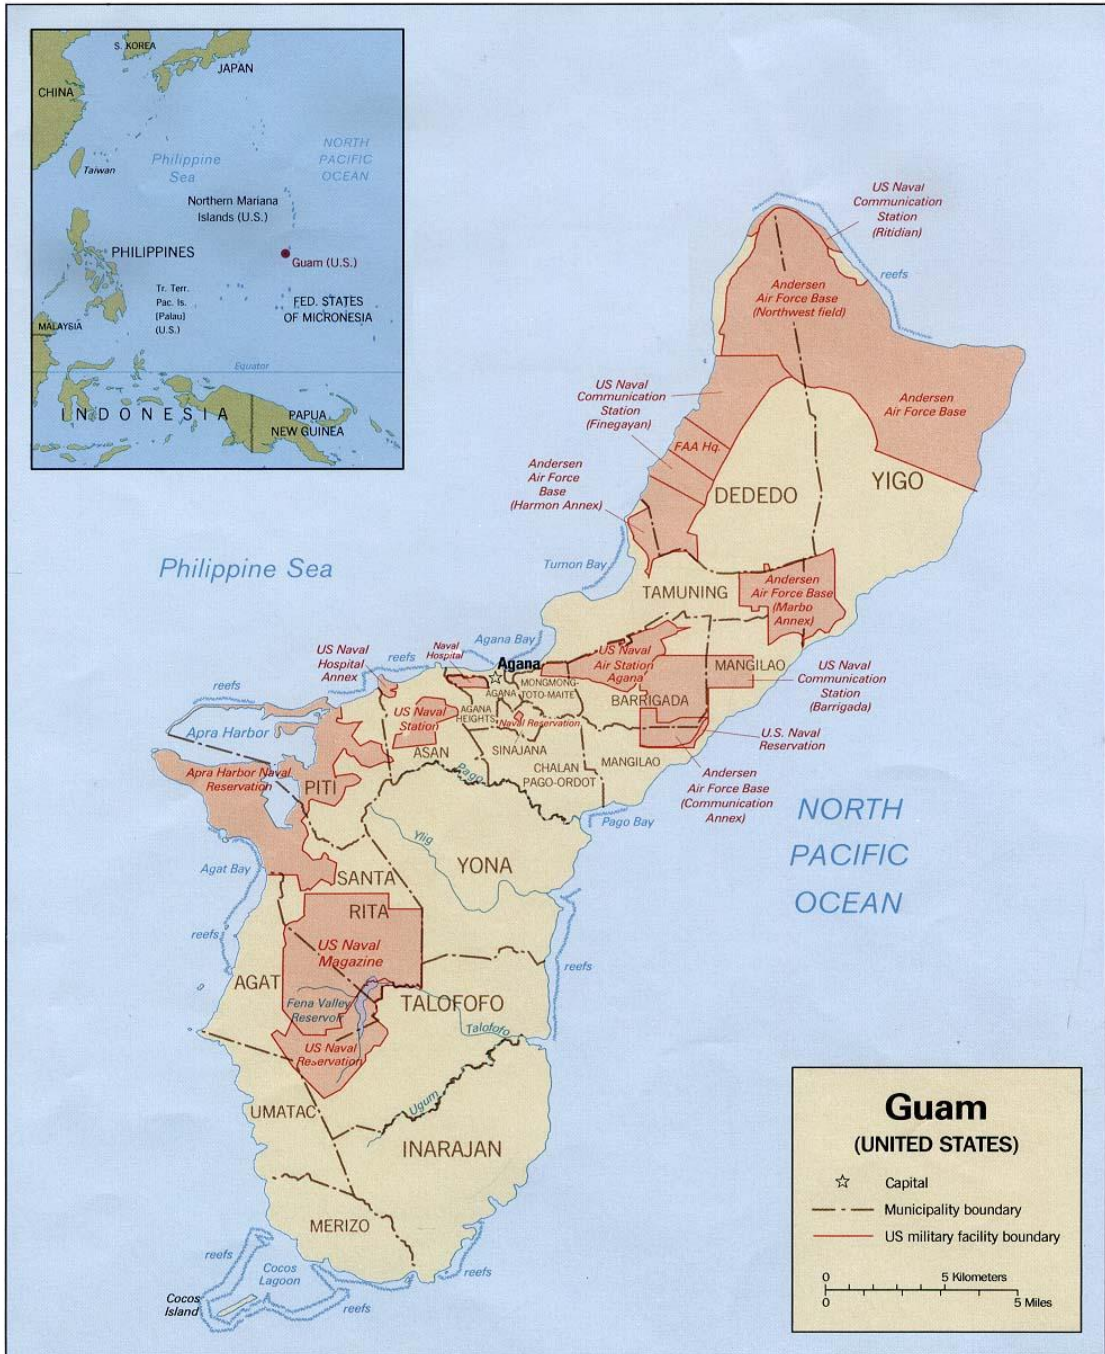 S. KOREA
JAPAN
CHINA
NORTH
PACIFIC
OCEAN
Philippine
Sea
Taiwan
Northern Mariana
Islands (U.S.)
PHILIPPINES
Guam (U.S.)
Tr. Terr.
Pac. Is.
[Palau]
(U.S.)
FED. STATES
OF MICRONESIA
MALAYSIA
Equator
INDONESIA
PAPUA
NEW GUINEA
US Naval
Communication
Station
(Ritidian)
reefs
Andersen
Air Force Base
(Northwest field)
US Naval
Communication
Station
(Finegayan)
Andersen
Air Force Base
FAA Hq.
Andersen
Air Force
Base
(Harmon Annex)
DEDEDO
YIGO
Philippine Sea
Tumon Bay
TAMUNING
Andersen
Air Force Base
(Marbo
Annex)
Agana Bay
US Naval
Hospital
Annex
reefs
Naval
Hospital
Agana
US Naval
Air Station
Agana
MANGILAO
US Naval
Communication
Station
(Barrigada)
reefs
Apra Harbor
US Naval
Station
AGANA
MONGMONG-
TOTO-MAITE
AGANA
HEIGHTS
BARRIGADA
Naval Reservation
U.S. Naval
Reservation
ASAN
SINAJANA
Apra Harbor Naval
Reservation
PITI
Pago
CHALAN
PAGO-ORDOT
MANGILAO
Andersen
Air Force Base
(Communication
Annex)
Pago Bay
NORTH
PACIFIC
OCEAN
Ylig
YONA
Agat Bay
SANTA
RITA
reefs
US Naval
Magazine
reefs
AGAT
Fena Valley
Reservoir
TALOFOFO
Talofofo
US Naval
Reservation
UMATAC
Ugum
INARAJAN
MERIZO
reefs
Cocos
Lagoon
reefs
Cocos
Island
reefs
Guam
(UNITED STATES)
Capital
Municipality boundary
US military facility boundary
0 5 Kilometers
0 5 Miles